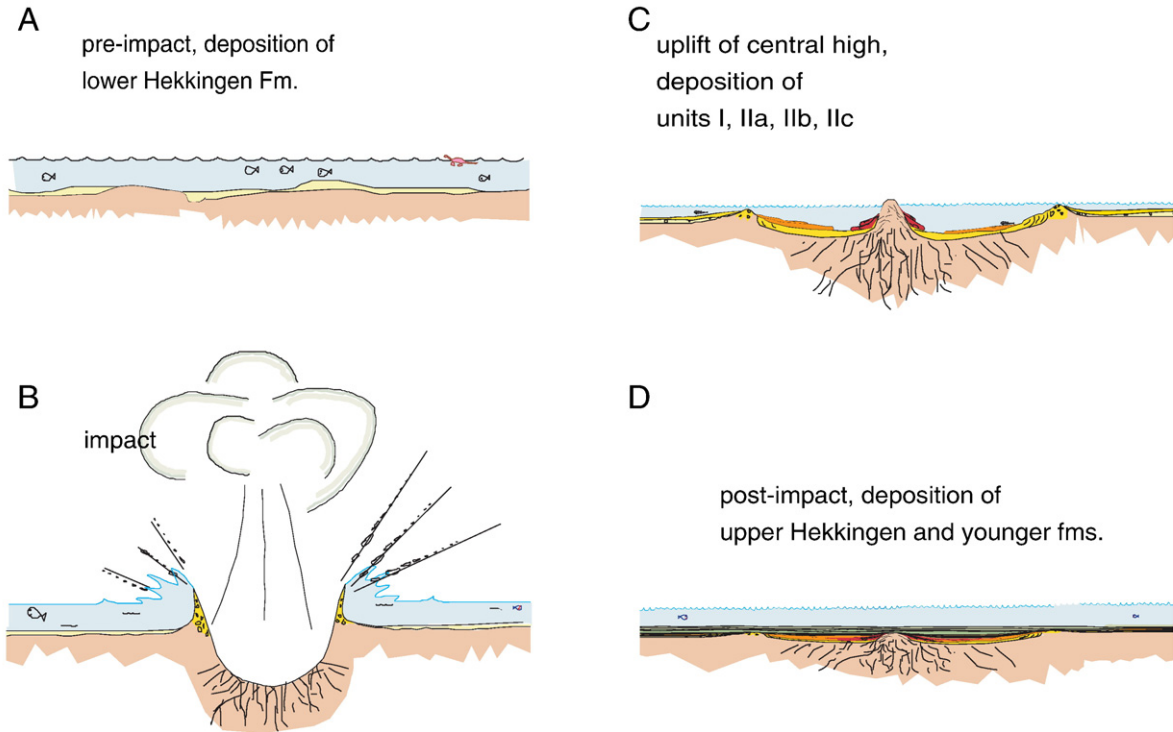 A
pre-impact, deposition of
lower Hekkingen Fm.
B
impact
C
uplift of central high,
deposition of
units I, IIa, IIb, IIc
D
post-impact, deposition of
upper Hekkingen and younger fms.